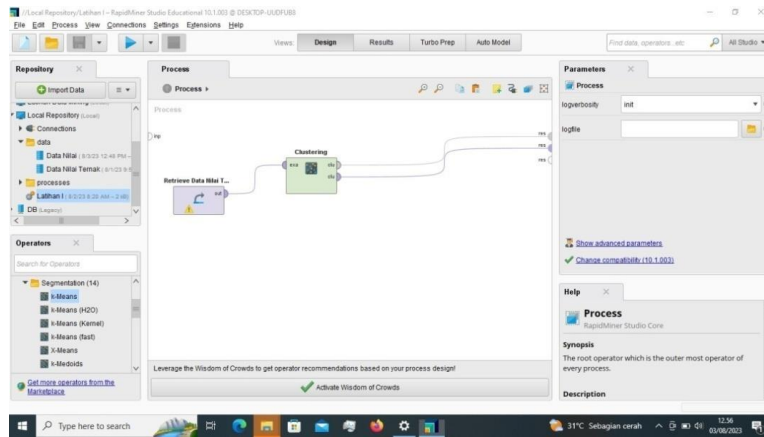 //Local Repository/Latihan I – RapidMiner Studio Educational 10.1.003 @ DESKTOP-UUDFUBB
File Edit Process View Connections Settings Extensions Help
Views: Design Results Turbo Prep Auto Model
Find data, operators...etc All Studio
Repository
Import Data
Local Repository (Local)
Connections
data
Data Nilai
Data Nilai Ternak
processes
Latihan I
DB (Legacy)
Operators
Search for Operators
Segmentation (14)
k-Means
k-Means (H2O)
k-Means (Kernel)
k-Means (fast)
X-Means
k-Medoids
Get more operators from the Marketplace
Process
Process
Process
inp
Retrieve Data Nilai T...
out
Clustering
exa
clu
clu
res
res
res
Leverage the Wisdom of Crowds to get operator recommendations based on your process design!
Activate Wisdom of Crowds
Parameters
Process
logverbosity init
logfile
Show advanced parameters
Change compatibility (10.1.003)
Help
Process
RapidMiner Studio Core
Synopsis
The root operator which is the outer most operator of
every process.
Description
Type here to search
31°C Sebagian cerah
12.56
03/08/2023